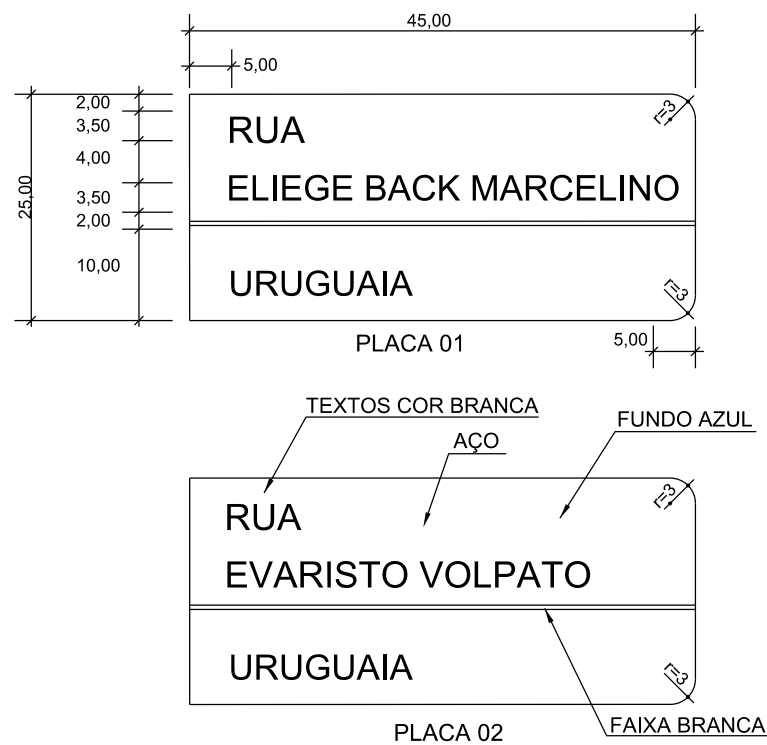 45,00
5,00
2,00
3,50
4,00
3,50
2,00
10,00
25,00
r=3
RUA
ELIEGE BACK MARCELINO
URUGUAIA
r=3
PLACA 01
5,00
TEXTOS COR BRANCA
AÇO
FUNDO AZUL
r=3
RUA
EVARISTO VOLPATO
URUGUAIA
r=3
PLACA 02
FAIXA BRANCA